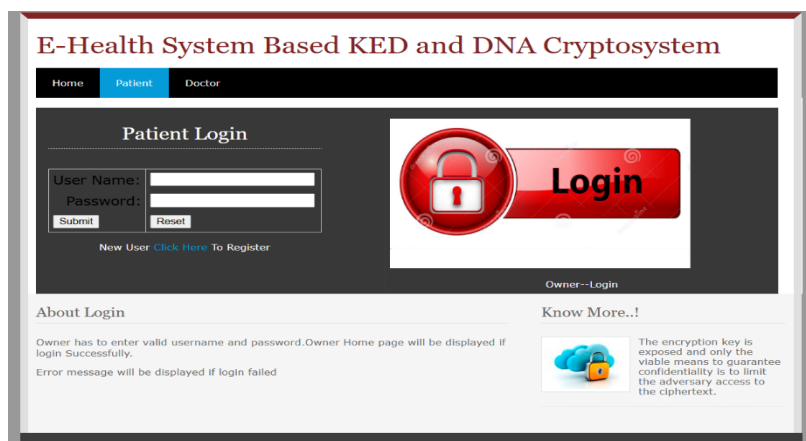 E-Health System Based KED and DNA Cryptosystem
Home Patient Doctor
Patient Login
User Name:
Password:
Submit Reset
New User Click Here To Register
Login
Owner--Login
About Login
Owner has to enter valid username and password.Owner Home page will be displayed if
login Successfully.
Error message will be displayed if login failed
Know More..!
The encryption key is
exposed and only the
viable means to guarantee
confidentiality is to limit
the adversary access to
the ciphertext.